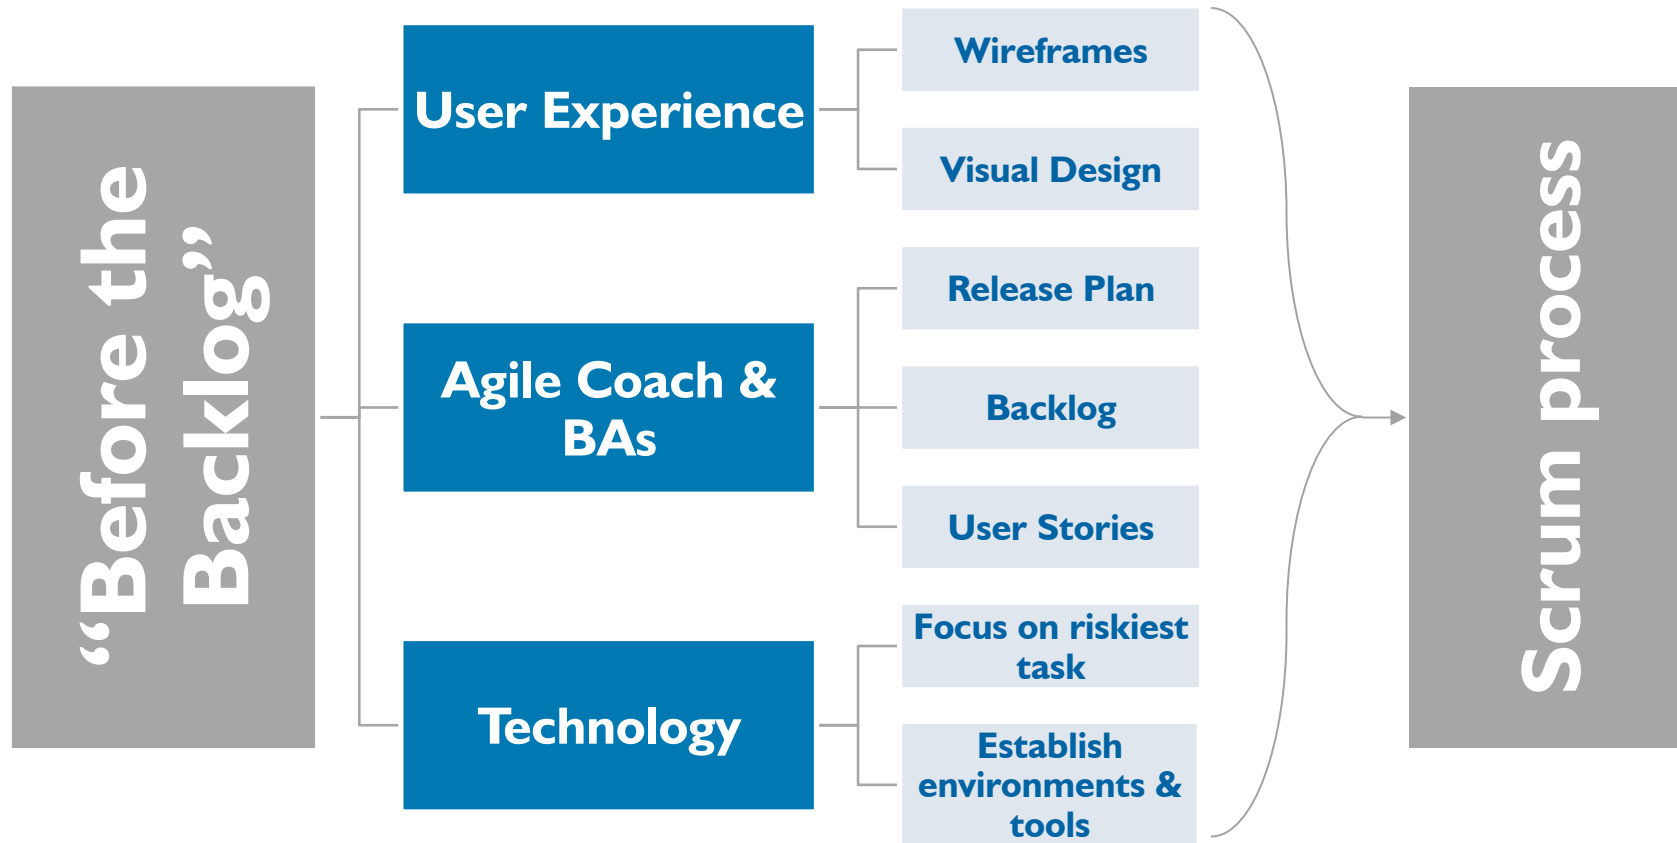 “Before the
Backlog”
User Experience
Wireframes
Visual Design
Agile Coach &
BAs
Release Plan
Backlog
User Stories
Technology
Focus on riskiest
task
Establish
environments &
tools
Scrum process